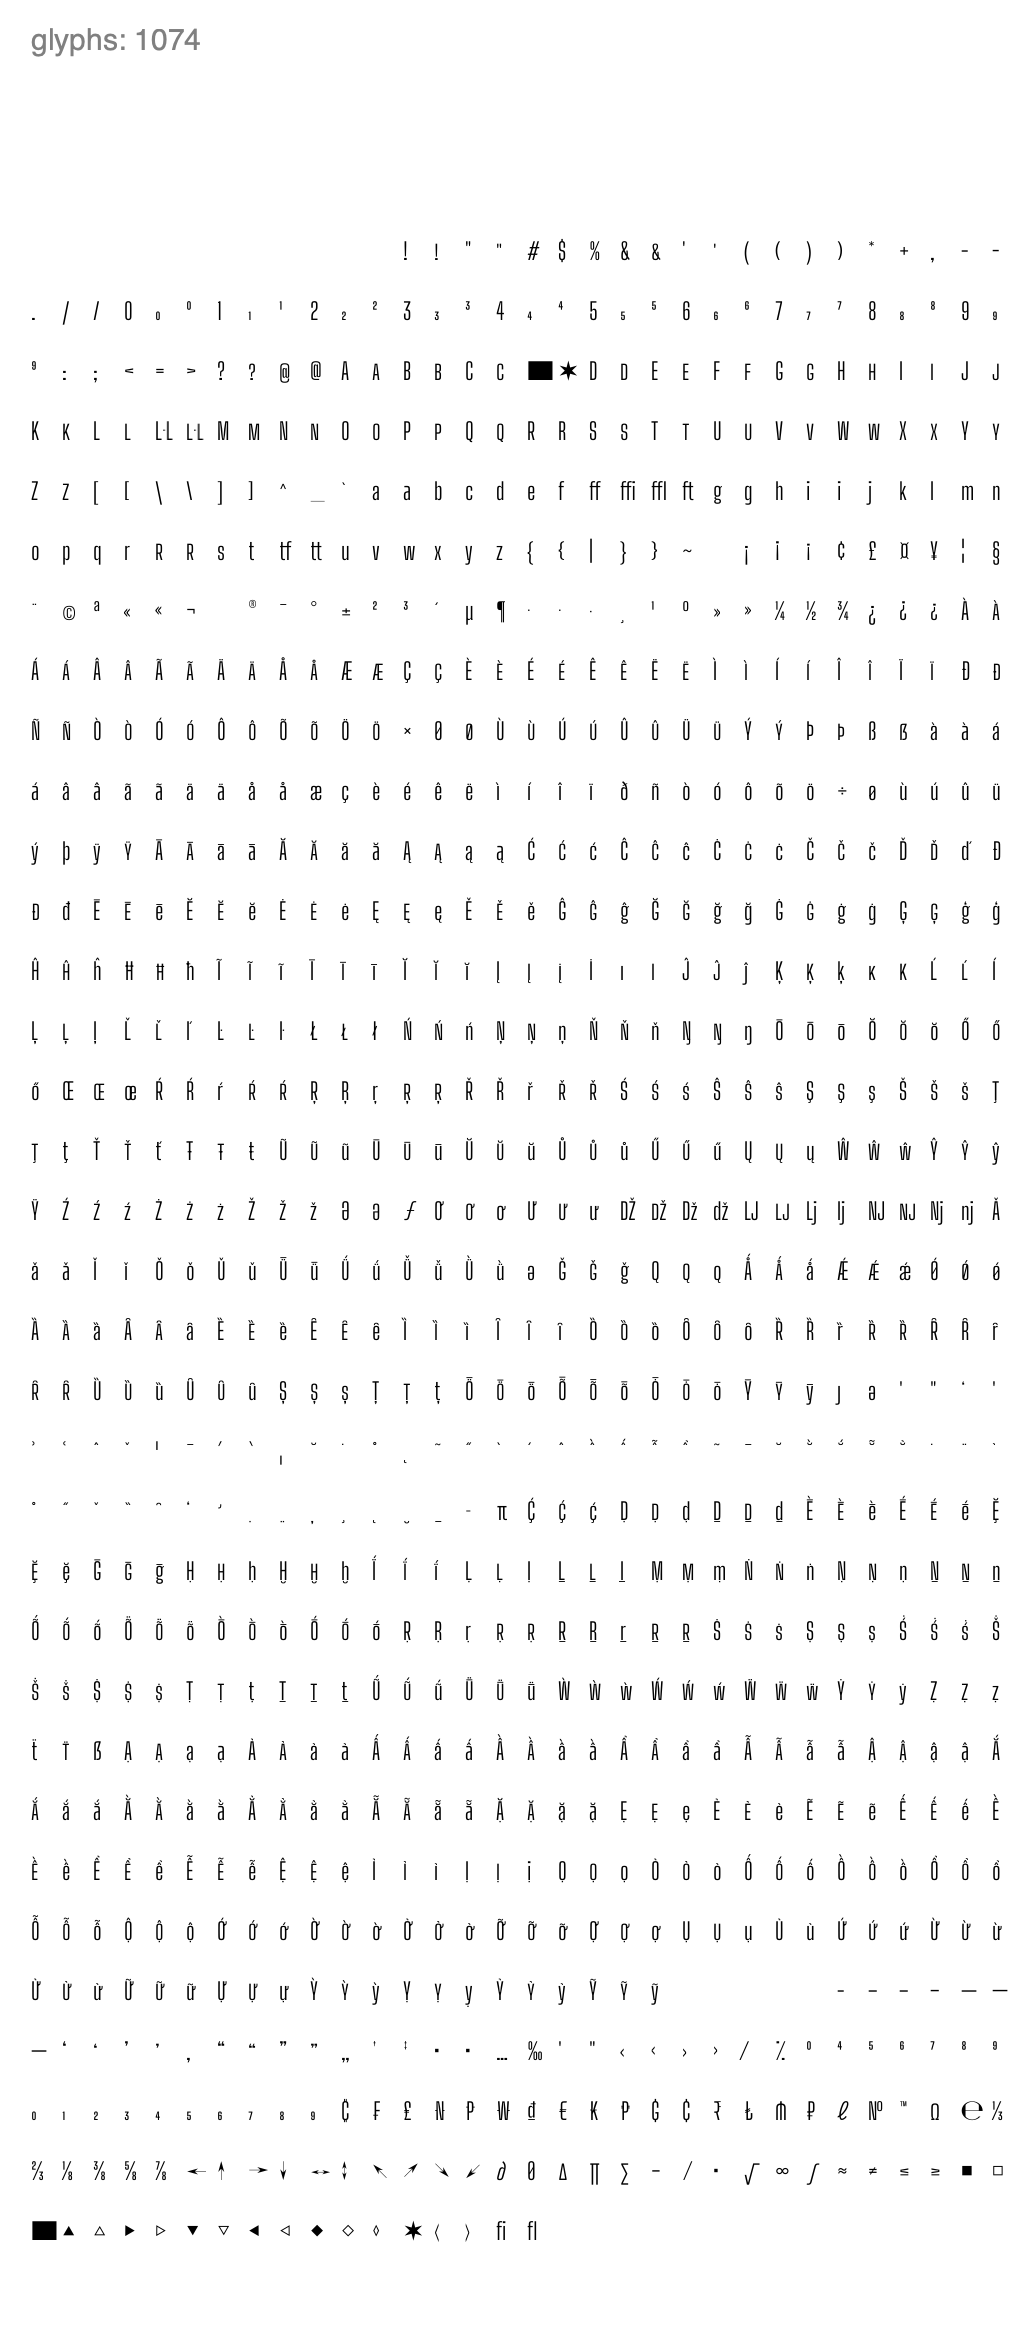 glyphs: 1074
! ! " " # $ % & & ' ' ( ( ) ) * + , - -
. / / 0 ₀ ⁰ 1 ₁ ¹ 2 ₂ ² 3 ₃ ³ 4 ₄ ⁴ 5 ₅ ⁵ 6 ₆ ⁶ 7 ₇ ⁷ 8 ₈ ⁸ 9 ₉
⁹ : ; < = > ? ? @ @ A ᴀ B ʙ C ᴄ ■ ✶ D ᴅ E ᴇ F ꜰ G ɢ H ʜ I ɪ J ᴊ
K ᴋ L ʟ L·L ʟ·ʟ M ᴍ N ɴ O ᴏ P ᴘ Q ꞯ R R S ꜱ T ᴛ U ᴜ V ᴠ W ᴡ X x Y ʏ
Z ᴢ [ [ \ \ ] ] ^ _ ` a a b c d e f ff ffi ffl ft g g h i i j k l m n
o p q r ʀ ʀ s t tf tt u v w x y z { { | } } ~ ¡ ¡ ¡ ¢ £ ¤ ¥ ¦ §
¨ © ª « « ¬ ® ¯ ° ± ² ³ ´ µ ¶ · · · ¸ ¹ º » » ¼ ½ ¾ ¿ ¿ ¿ À À
Á Á Â Â Ã Ã Ä Ä Å Å Æ Æ Ç Ç È È É É Ê Ê Ë Ë Ì Ì Í Í Î Î Ï Ï Ð Ð
Ñ Ñ Ò Ò Ó Ó Ô Ô Õ Õ Ö Ö × Ø Ø Ù Ù Ú Ú Û Û Ü Ü Ý Ý Þ Þ ß ß à à á
á â â ã ã ä ä å å æ ç è é ê ë ì í î ï ð ñ ò ó ô õ ö ÷ ø ù ú û ü
ý þ ÿ Ÿ Ā Ā ā ā Ă Ă ă ă Ą Ą ą ą Ć Ć ć Ĉ Ĉ ĉ Ċ Ċ ċ Č Č č Ď Ď ď Đ
Đ đ Ē Ē ē Ĕ Ĕ ĕ Ė Ė ė Ę Ę ę Ě Ě ě Ĝ Ĝ ĝ Ğ Ğ ğ ğ Ġ Ġ ġ ġ Ģ Ģ ģ ģ
Ĥ Ĥ ĥ Ħ Ħ ħ Ĩ Ĩ ĩ Ī Ī ī Ĭ Ĭ ĭ Į Į į İ ı ı Ĵ Ĵ ĵ Ķ Ķ ķ ĸ ĸ Ĺ Ĺ ĺ
Ļ Ļ ļ Ľ Ľ ľ Ŀ Ŀ ŀ Ł Ł ł Ń Ń ń Ņ Ņ ņ Ň Ň ň Ŋ Ŋ ŋ Ō Ō ō Ŏ Ŏ ŏ Ő Ő
ő Œ Œ œ Ŕ Ŕ ŕ Ŕ Ŕ Ŗ Ŗ ŗ Ŗ Ŗ Ř Ř ř Ř Ř Ś Ś ś Ŝ Ŝ ŝ Ş Ş ş Š Š š Ţ
Ţ ţ Ť Ť ť Ŧ Ŧ ŧ Ũ Ũ ũ Ū Ū ū Ŭ Ŭ ŭ Ů Ů ů Ű Ű ű Ų Ų ų Ŵ Ŵ ŵ Ŷ Ŷ ŷ
Ÿ Ź Ź ź Ż Ż ż Ž Ž ž Ə ə ƒ Ơ Ơ ơ Ư Ư ư DŽ DŽ Dž dž LJ LJ Lj lj NJ NJ Nj nj Ǎ
ǎ ǎ Ǐ ǐ Ǒ ǒ Ǔ ǔ Ǖ ǖ Ǘ ǘ Ǚ ǚ Ǜ ǜ ǝ Ǧ Ǧ ǧ Ǫ Ǫ ǫ Ǻ Ǻ ǻ Ǽ Ǽ ǽ Ǿ Ǿ ǿ
Ȁ Ȁ ȁ Ȃ Ȃ ȃ Ȅ Ȅ ȅ Ȇ Ȇ ȇ Ȉ Ȉ ȉ Ȋ Ȋ ȋ Ȍ Ȍ ȍ Ȏ Ȏ ȏ Ȑ Ȑ ȑ Ȑ Ȑ Ȓ Ȓ ȓ
Ȓ Ȓ Ȕ Ȕ ȕ Ȗ Ȗ ȗ Ș Ș ș Ț Ț ț Ȫ Ȫ ȫ Ȭ Ȭ ȭ Ȯ Ȯ ȯ Ȳ Ȳ ȳ ȷ ə ʹ ʺ ʻ ʼ
π Ḉ Ḉ ḉ Ḍ Ḍ ḍ Ḏ Ḏ ḏ Ḕ Ḕ ḕ Ḗ Ḗ ḗ Ḝ
Ḝ ḝ Ḡ Ḡ ḡ Ḥ Ḥ ḥ Ḫ Ḫ ḫ Ḯ Ḯ ḯ Ḷ Ḷ ḷ Ḻ Ḻ ḻ Ṃ Ṃ ṃ Ṅ Ṅ ṅ Ṇ Ṇ ṇ Ṉ Ṉ ṉ
Ṍ Ṍ ṍ Ṏ Ṏ ṏ Ṑ Ṑ ṑ Ṓ Ṓ ṓ Ṛ Ṛ ṛ Ṛ Ṛ Ṟ Ṟ ṟ Ṟ Ṟ Ṡ Ṡ ṡ Ṣ Ṣ ṣ Ṥ Ṥ ṥ Ṧ
Ṧ ṧ Ṩ Ṩ ṩ Ṭ Ṭ ṭ Ṯ Ṯ ṯ Ṹ Ṹ ṹ Ṻ Ṻ ṻ Ẁ Ẁ ẁ Ẃ Ẃ ẃ Ẅ Ẅ ẅ Ẏ Ẏ ẏ Ẓ Ẓ ẓ
ẗ T̈ ẞ Ạ Ạ ạ ạ Ả Ả ả ả Ấ Ấ ấ ấ Ầ Ầ ầ ầ Ẩ Ẩ ẩ ẩ Ẫ Ẫ ẫ ẫ Ậ Ậ ậ ậ Ắ
Ắ ắ ắ Ằ Ằ ằ ằ Ẳ Ẳ ẳ ẳ Ẵ Ẵ ẵ ẵ Ặ Ặ ặ ặ Ẹ Ẹ ẹ Ẻ Ẻ ẻ Ẽ Ẽ ẽ Ế Ế ế Ề
Ề ề Ể Ể ể Ễ Ễ ễ Ệ Ệ ệ Ỉ Ỉ ỉ Ị Ị ị Ọ Ọ ọ Ỏ Ỏ ỏ Ố Ố ố Ồ Ồ ồ Ổ Ổ ổ
Ỗ Ỗ ỗ Ộ Ộ ộ Ớ Ớ ớ Ờ Ờ ờ Ở Ở ở Ỡ Ỡ ỡ Ợ Ợ ợ Ụ Ụ ụ Ủ ủ Ứ Ứ ứ Ừ Ừ ừ
Ử Ử ử Ữ Ữ ữ Ự Ự ự Ỳ Ỳ ỳ Ỵ Ỵ ỵ Ỷ Ỷ ỷ Ỹ Ỹ ỹ - - – – — —
― ‘ ‘ ’ ’ ‚ “ “ ” ” „ † ‡ • • … ‰ ′ ″ ‹ ‹ › › ⁄ ⁒ ⁰ ⁴ ⁵ ⁶ ⁷ ⁸ ⁹
₀ ₁ ₂ ₃ ₄ ₅ ₆ ₇ ₈ ₉ ₡ ₣ ₤ ₦ ₧ ₩ ₫ € ₭ ₱ ₲ ₵ ₹ ₺ ₼ ₽ ℓ № ™ Ω ℮ ⅓
⅔ ⅛ ⅜ ⅝ ⅞ ← ↑ → ↓ ↔ ↕ ↖ ↗ ↘ ↙ ∂ ∅ ∆ ∏ ∑ − ∕ ∙ √ ∞ ∫ ≈ ≠ ≤ ≥ ■ □
■ ▲ △ ▶ ▷ ▼ ▽ ◀ ◁ ◆ ◇ ◊ ✶ ⟨ ⟩ fi fl